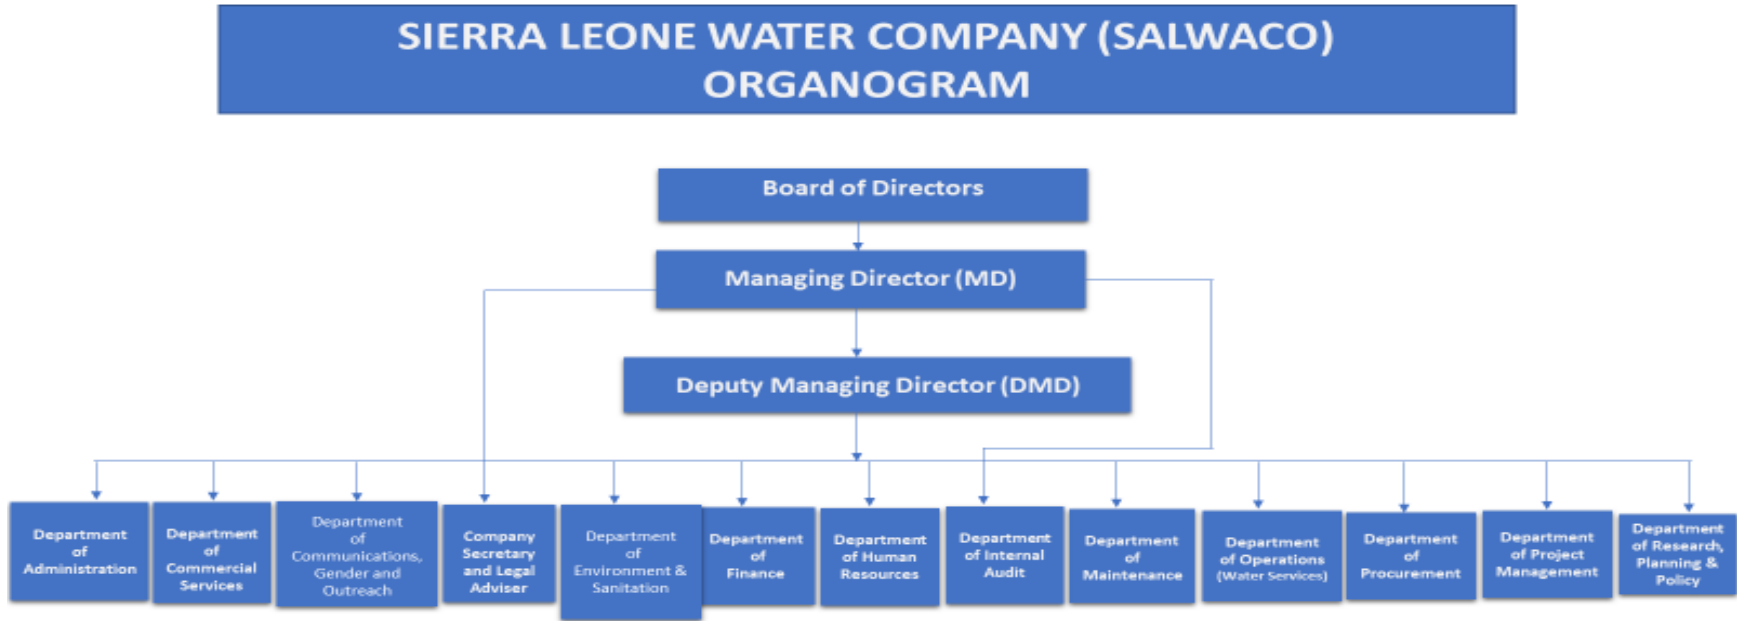 SIERRA LEONE WATER COMPANY (SALWACO)
ORGANOGRAM
Board of Directors
Managing Director (MD)
Deputy Managing Director (DMD)
Department
of
Administration
Department
of
Commercial
Services
Department
of
Communications,
Gender and
Outreach
Company
Secretary
and Legal
Adviser
Department
of
Environment &
Sanitation
Department
of
Finance
Department
of Human
Resources
Department
of Internal
Audit
Department
of
Maintenance
Department
of Operations
(Water Services)
Department
of
Procurement
Department
of Project
Management
Department
of Research,
Planning &
Policy